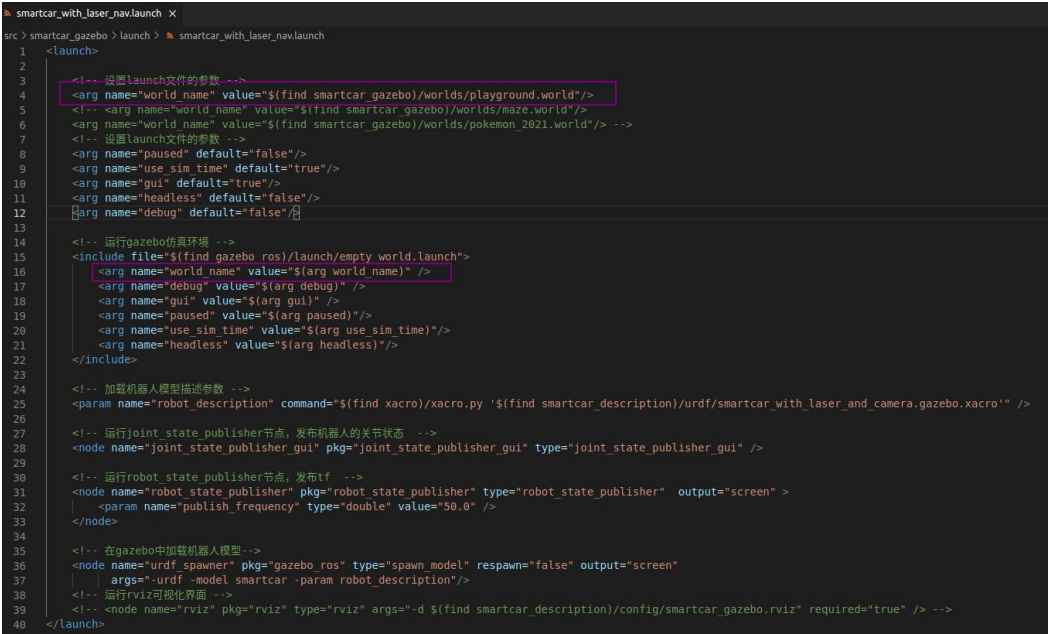 smartcar_with_laser_nav.launch ×
src > smartcar_gazebo > launch > smartcar_with_laser_nav.launch
1 <launch>
2
3 <!-- 设置launch文件的参数 -->
4 <arg name="world_name" value="$(find smartcar_gazebo)/worlds/playground.world"/>
5 <!-- <arg name="world_name" value="$(find smartcar_gazebo)/worlds/maze.world"/>
6 <arg name="world_name" value="$(find smartcar_gazebo)/worlds/pokemon_2021.world"/> -->
7 <!-- 设置launch文件的参数 -->
8 <arg name="paused" default="false"/>
9 <arg name="use_sim_time" default="true"/>
10 <arg name="gui" default="true"/>
11 <arg name="headless" default="false"/>
12 <arg name="debug" default="false"/>
13
14 <!-- 运行gazebo仿真环境 -->
15 <include file="$(find gazebo_ros)/launch/empty_world.launch">
16 <arg name="world_name" value="$(arg world_name)" />
17 <arg name="debug" value="$(arg debug)" />
18 <arg name="gui" value="$(arg gui)" />
19 <arg name="paused" value="$(arg paused)"/>
20 <arg name="use_sim_time" value="$(arg use_sim_time)"/>
21 <arg name="headless" value="$(arg headless)"/>
22 </include>
23
24 <!-- 加载机器人模型描述参数 -->
25 <param name="robot_description" command="$(find xacro)/xacro.py '$(find smartcar_description)/urdf/smartcar_with_laser_and_camera.gazebo.xacro'" />
26
27 <!-- 运行joint_state_publisher节点，发布机器人的关节状态  -->
28 <node name="joint_state_publisher_gui" pkg="joint_state_publisher_gui" type="joint_state_publisher_gui" />
29
30 <!-- 运行robot_state_publisher节点，发布tf  -->
31 <node name="robot_state_publisher" pkg="robot_state_publisher" type="robot_state_publisher"  output="screen" >
32 <param name="publish_frequency" type="double" value="50.0" />
33 </node>
34
35 <!-- 在gazebo中加载机器人模型-->
36 <node name="urdf_spawner" pkg="gazebo_ros" type="spawn_model" respawn="false" output="screen"
37 args="-urdf -model smartcar -param robot_description"/>
38 <!-- 运行rviz可视化界面 -->
39 <!-- <node name="rviz" pkg="rviz" type="rviz" args="-d $(find smartcar_description)/config/smartcar_gazebo.rviz" required="true" /> -->
40 </launch>